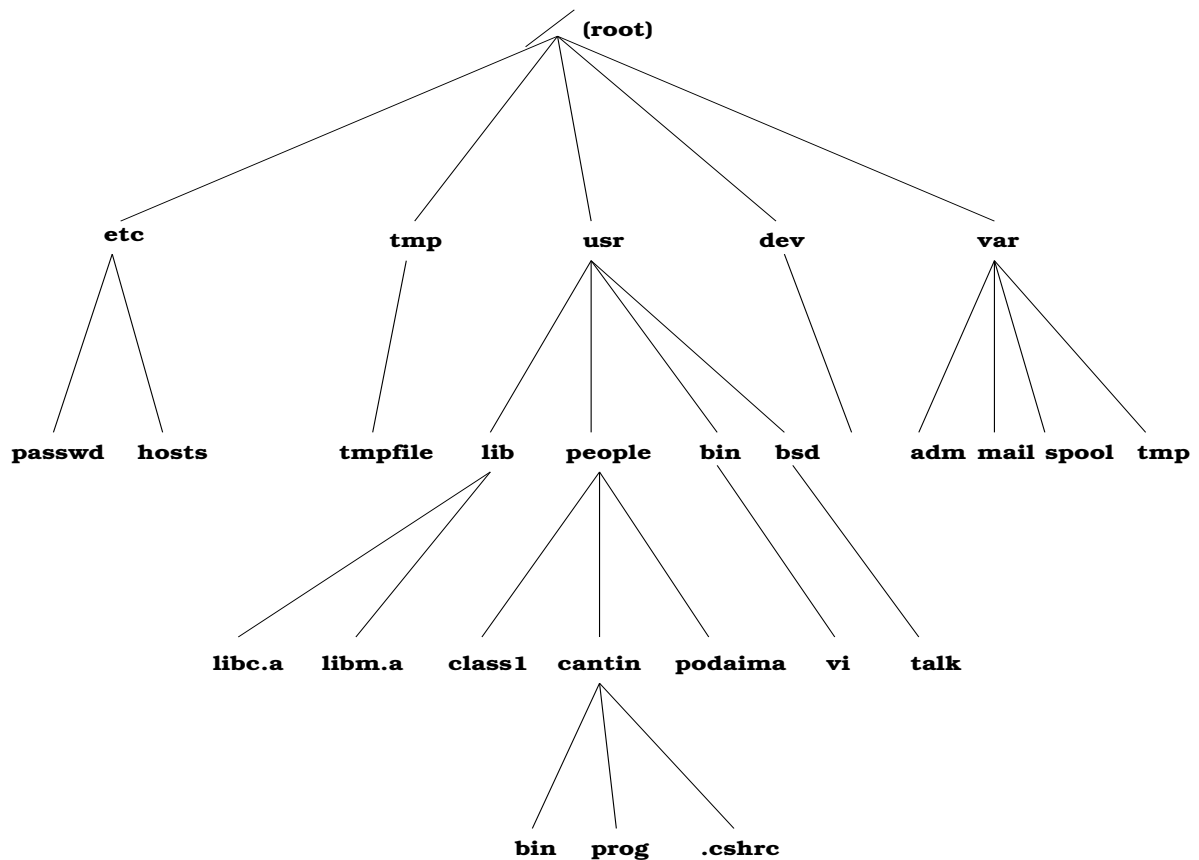 / (root)
etc tmp usr dev var
passwd hosts tmpfile lib people bin bsd adm mail spool tmp
libc.a libm.a class1 cantin podaima vi talk
bin prog .cshrc